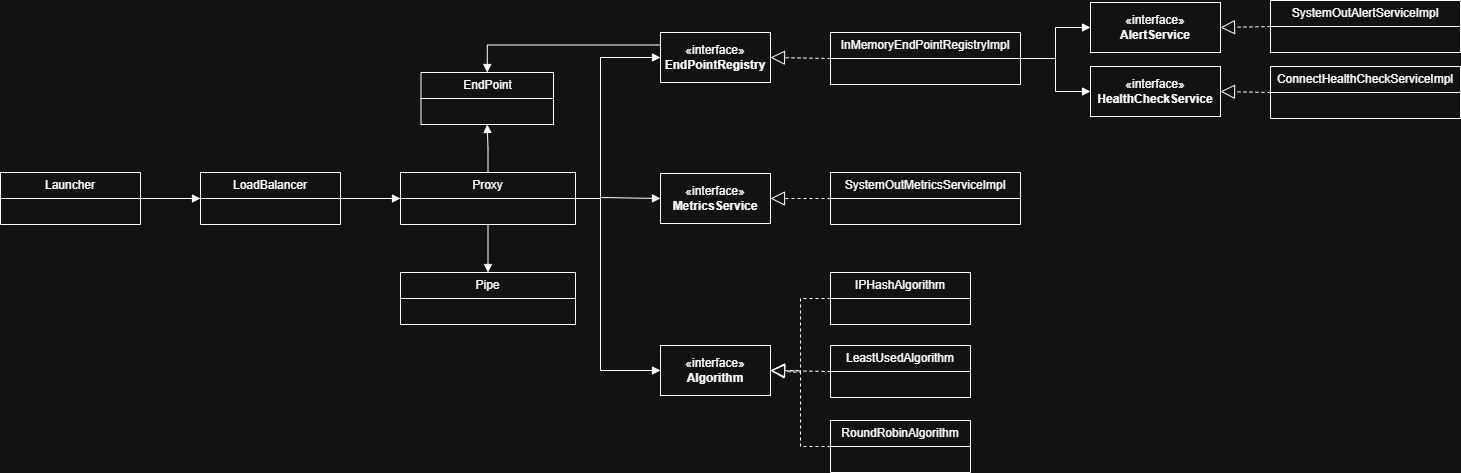 «interface»
AlertService
SystemOutAlertServiceImpl
«interface»
EndPointRegistry
InMemoryEndPointRegistryImpl
EndPoint
«interface»
HealthCheckService
ConnectHealthCheckServiceImpl
Launcher
LoadBalancer
Proxy
«interface»
MetricsService
SystemOutMetricsServiceImpl
Pipe
IPHashAlgorithm
«interface»
Algorithm
LeastUsedAlgorithm
RoundRobinAlgorithm